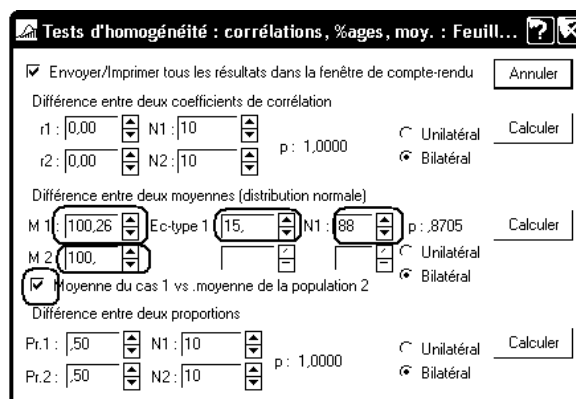 Tests d'homogénéité : corrélations, %ages, moy. : Feuill...
Envoyer/Imprimer tous les résultats dans la fenêtre de compte-rendu
Annuler
Différence entre deux coefficients de corrélation
r1 : 0,00 N1 : 10 p : 1,0000 Unilatéral Calculer
r2 : 0,00 N2 : 10 Bilatéral
Différence entre deux moyennes (distribution normale)
M 1 : 100,26 Ec-type 1 15, N1 : 88 p : ,8705 Calculer
M 2 100, Unilatéral
Bilatéral
Moyenne du cas 1 vs .moyenne de la population 2
Différence entre deux proportions
Pr.1 : ,50 N1 : 10 p : 1,0000 Unilatéral Calculer
Pr.2 : ,50 N2 : 10 Bilatéral